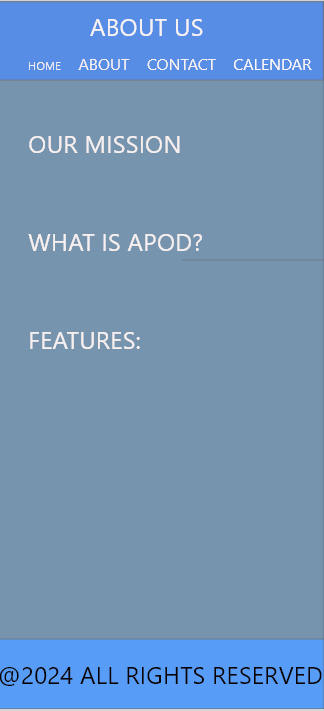 ABOUT US
HOME ABOUT CONTACT CALENDAR
OUR MISSION
WHAT IS APOD?
FEATURES:
@2024 ALL RIGHTS RESERVED